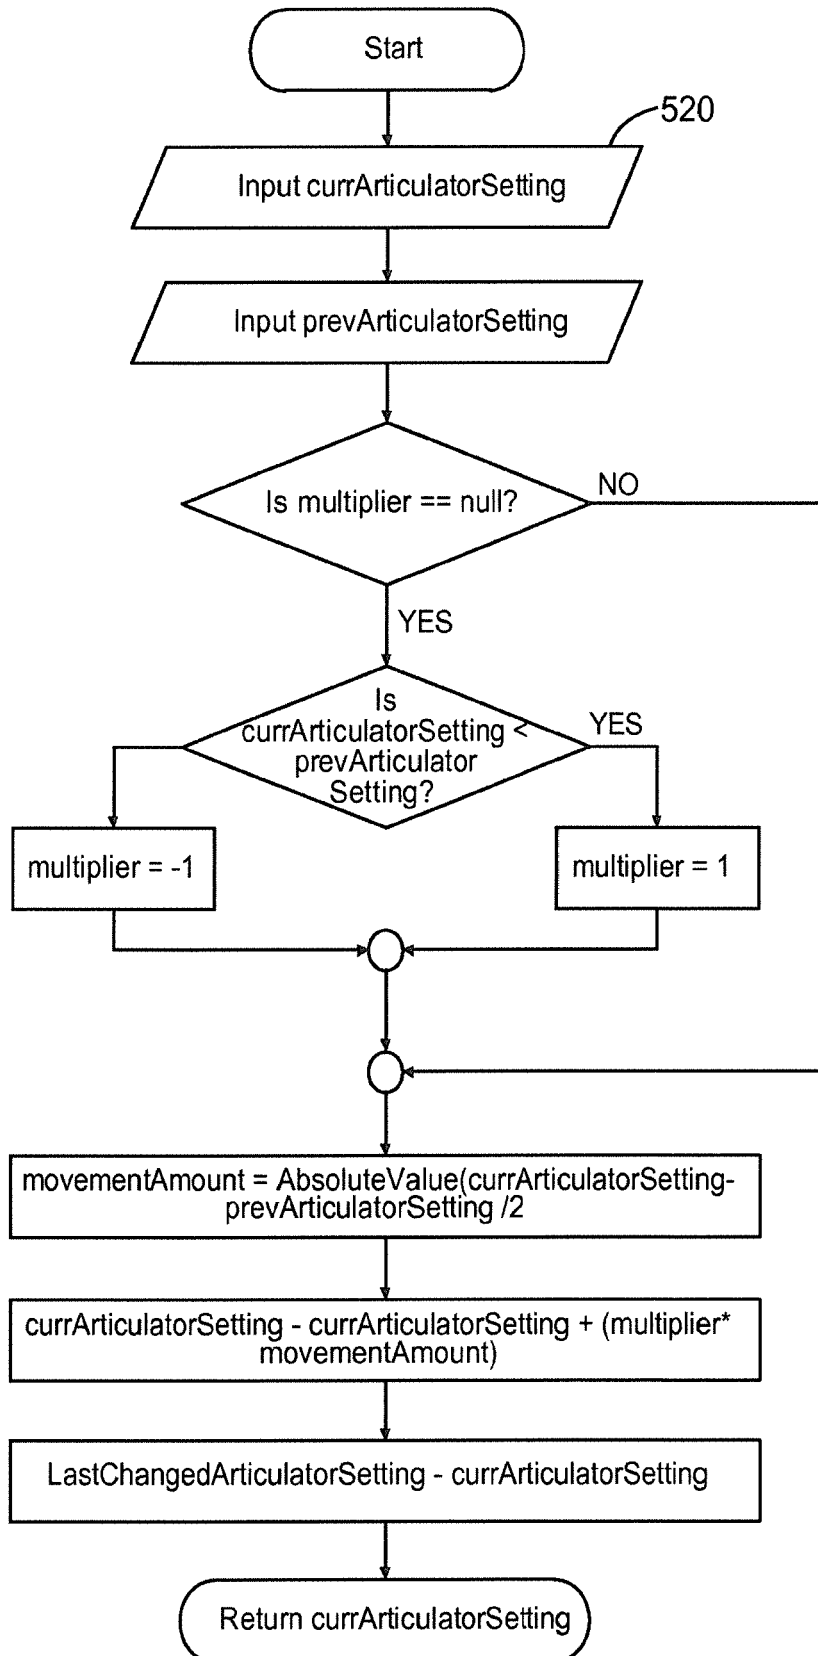 Start
520
Input currArticulatorSetting
Input prevArticulatorSetting
Is multiplier == null?
NO
YES
Is
currArticulatorSetting <
prevArticulator
Setting?
YES
multiplier = -1
multiplier = 1
movementAmount = AbsoluteValue(currArticulatorSetting-
prevArticulatorSetting /2
currArticulatorSetting - currArticulatorSetting + (multiplier*
movementAmount)
LastChangedArticulatorSetting - currArticulatorSetting
Return currArticulatorSetting